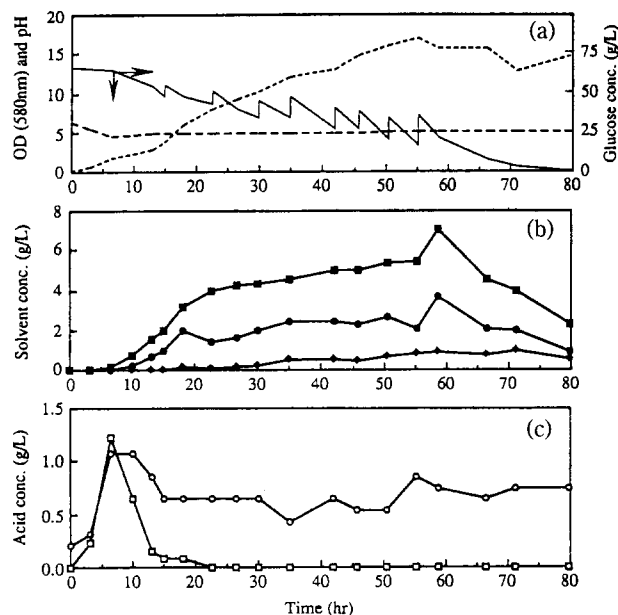 (a)
OD (580nm) and pH
20
15
10
5
0
Glucose conc. (g/L)
75
50
25
0
0 10 20 30 40 50 60 70 80
(b)
Solvent conc. (g/L)
8
6
4
2
0
0 10 20 30 40 50 60 70 80
(c)
Acid conc. (g/L)
1.5
1.0
0.5
0.0
0 10 20 30 40 50 60 70 80
Time (hr)